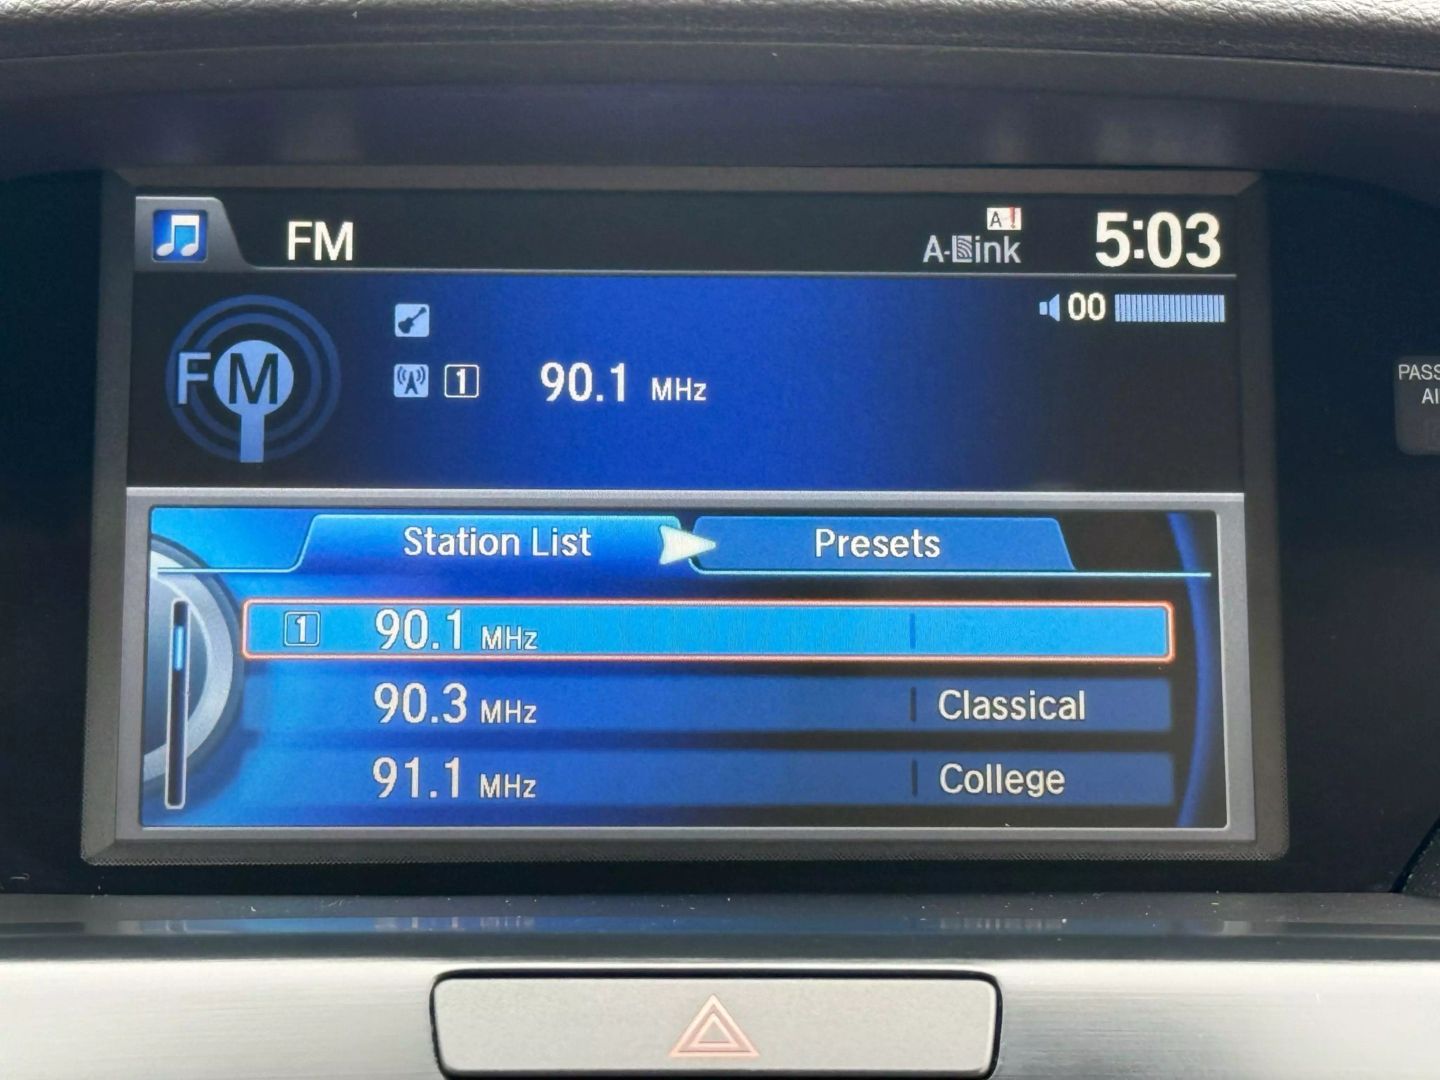 FM
A!
A-Link
5:03
00
FM
1 90.1 MHz
Station List
Presets
1 90.1 MHz
90.3 MHz Classical
91.1 MHz College